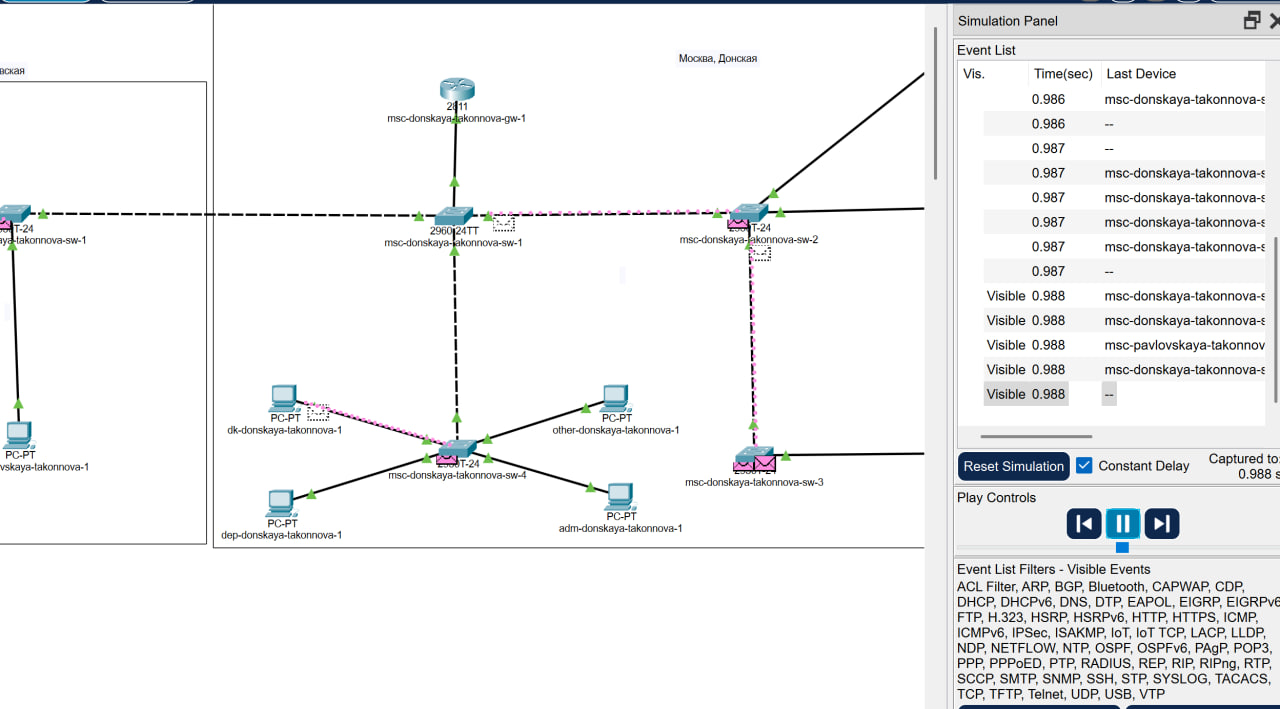 Simulation Panel
Event List
Vis. Time(sec) Last Device
0.986 msc-donskaya-takonnova-s
0.986 --
0.987 --
0.987 msc-donskaya-takonnova-s
0.987 msc-donskaya-takonnova-s
0.987 msc-donskaya-takonnova-s
0.987 msc-donskaya-takonnova-s
0.987 --
Visible 0.988 msc-donskaya-takonnova-s
Visible 0.988 msc-donskaya-takonnova-s
Visible 0.988 msc-pavlovskaya-takonnov
Visible 0.988 msc-donskaya-takonnova-s
Visible 0.988 --
Reset Simulation Constant Delay Captured to:
0.988 s
Play Controls
Event List Filters - Visible Events
ACL Filter, ARP, BGP, Bluetooth, CAPWAP, CDP,
DHCP, DHCPv6, DNS, DTP, EAPOL, EIGRP, EIGRPv6
FTP, H.323, HSRP, HSRPv6, HTTP, HTTPS, ICMP,
ICMPv6, IPSec, ISAKMP, IoT, IoT TCP, LACP, LLDP,
NDP, NETFLOW, NTP, OSPF, OSPFv6, PAgP, POP3,
PPP, PPPoED, PTP, RADIUS, REP, RIP, RIPng, RTP,
SCCP, SMTP, SNMP, SSH, STP, SYSLOG, TACACS,
TCP, TFTP, Telnet, UDP, USB, VTP
вская
Москва, Донская
2811
msc-donskaya-takonnova-gw-1
T-24
aya-takonnova-sw-1
2960-24TT
msc-donskaya-takonnova-sw-1
T-24
msc-donskaya-takonnova-sw-2
PC-PT
dk-donskaya-takonnova-1
PC-PT
other-donskaya-takonnova-1
PC-PT
vskaya-takonnova-1
T-24
msc-donskaya-takonnova-sw-4
msc-donskaya-takonnova-sw-3
PC-PT
dep-donskaya-takonnova-1
PC-PT
adm-donskaya-takonnova-1